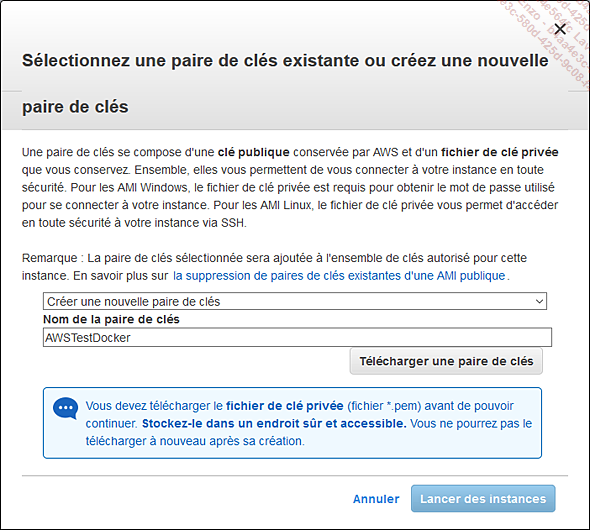 Sélectionnez une paire de clés existante ou créez une nouvelle
paire de clés
Une paire de clés se compose d'une clé publique conservée par AWS et d'un fichier de clé privée
que vous conservez. Ensemble, elles vous permettent de vous connecter à votre instance en toute
sécurité. Pour les AMI Windows, le fichier de clé privée est requis pour obtenir le mot de passe utilisé
pour se connecter à votre instance. Pour les AMI Linux, le fichier de clé privée vous permet d'accéder
en toute sécurité à votre instance via SSH.
Remarque : La paire de clés sélectionnée sera ajoutée à l'ensemble de clés autorisé pour cette
instance. En savoir plus sur la suppression de paires de clés existantes d'une AMI publique.
Créer une nouvelle paire de clés
Nom de la paire de clés
AWSTestDocker
Télécharger une paire de clés
Vous devez télécharger le fichier de clé privée (fichier *.pem) avant de pouvoir
continuer. Stockez-le dans un endroit sûr et accessible. Vous ne pourrez pas le
télécharger à nouveau après sa création.
Annuler
Lancer des instances